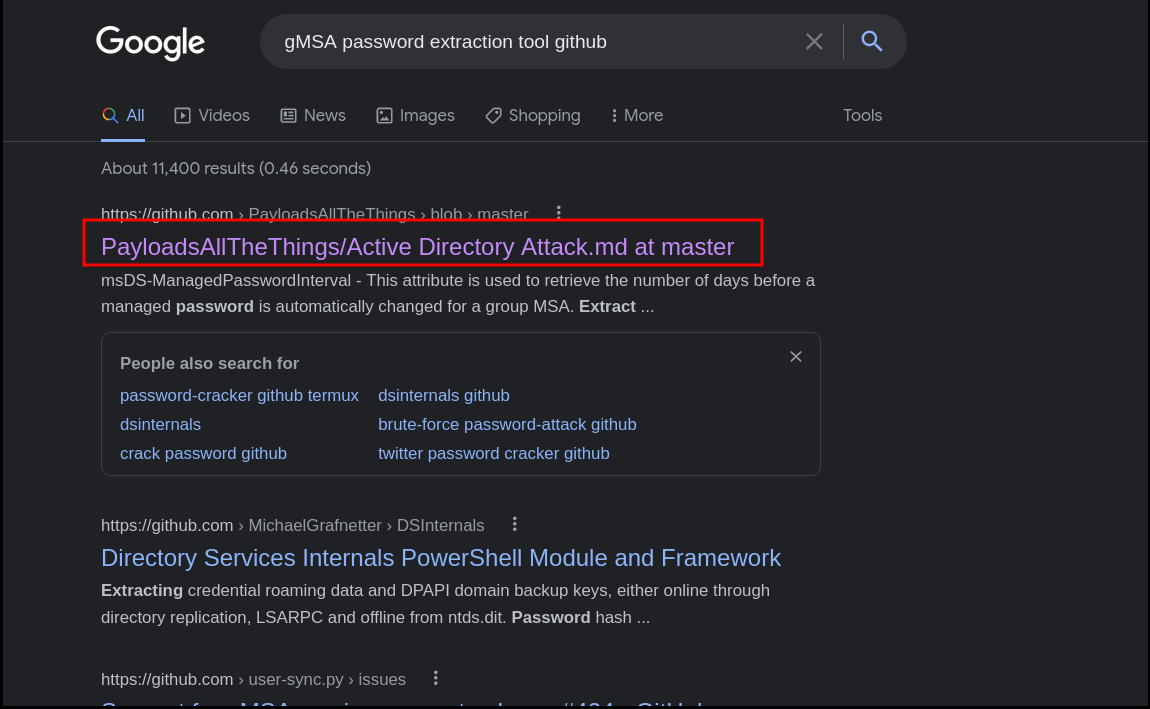 Google
gMSA password extraction tool github
All Videos News Images Shopping More Tools
About 11,400 results (0.46 seconds)
https://github.com › PayloadsAllTheThings › blob › master
PayloadsAllTheThings/Active Directory Attack.md at master
msDS-ManagedPasswordInterval - This attribute is used to retrieve the number of days before a
managed password is automatically changed for a group MSA. Extract ...
People also search for
password-cracker github termux dsinternals github
dsinternals brute-force password-attack github
crack password github twitter password cracker github
https://github.com › MichaelGrafnetter › DSInternals
Directory Services Internals PowerShell Module and Framework
Extracting credential roaming data and DPAPI domain backup keys, either online through
directory replication, LSARPC and offline from ntds.dit. Password hash ...
https://github.com › user-sync.py › issues